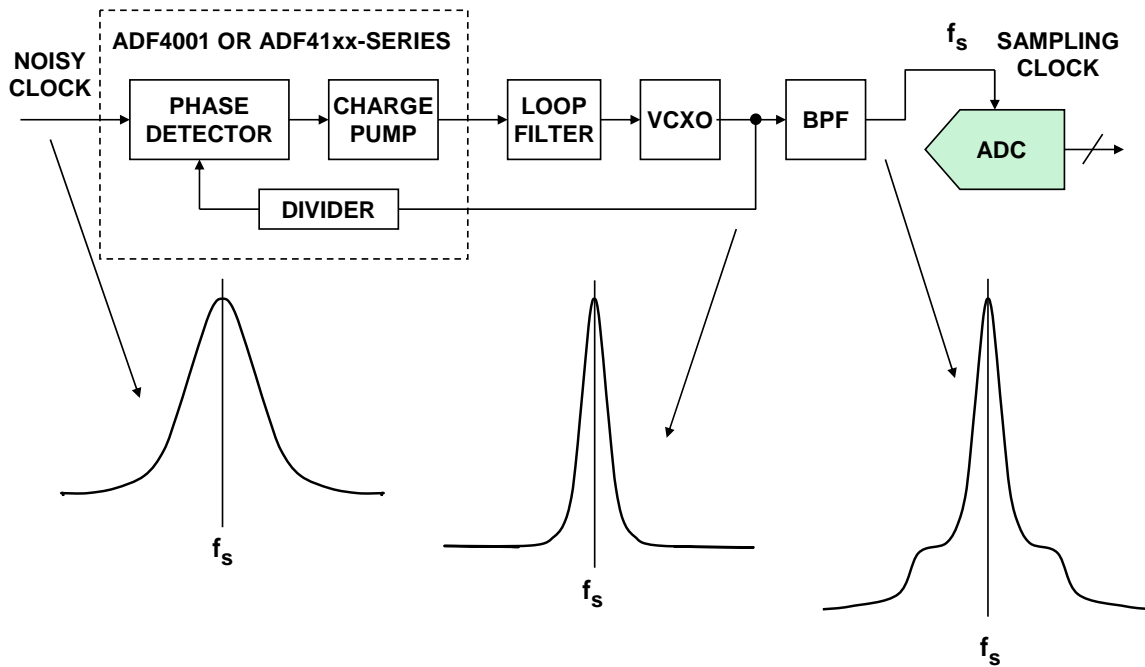 ADF4001 OR ADF41xx-SERIES
NOISY
CLOCK
PHASE
DETECTOR
CHARGE
PUMP
LOOP
FILTER
VCXO
BPF
fs
SAMPLING
CLOCK
ADC
DIVIDER
fs
fs
fs